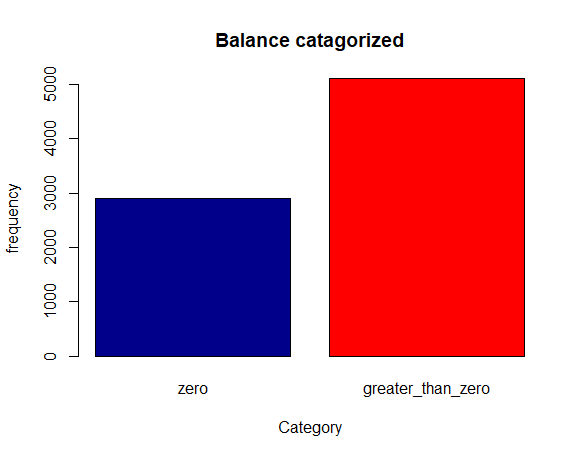 Balance catagorized
frequency
5000
4000
3000
2000
1000
0
zero
greater_than_zero
Category